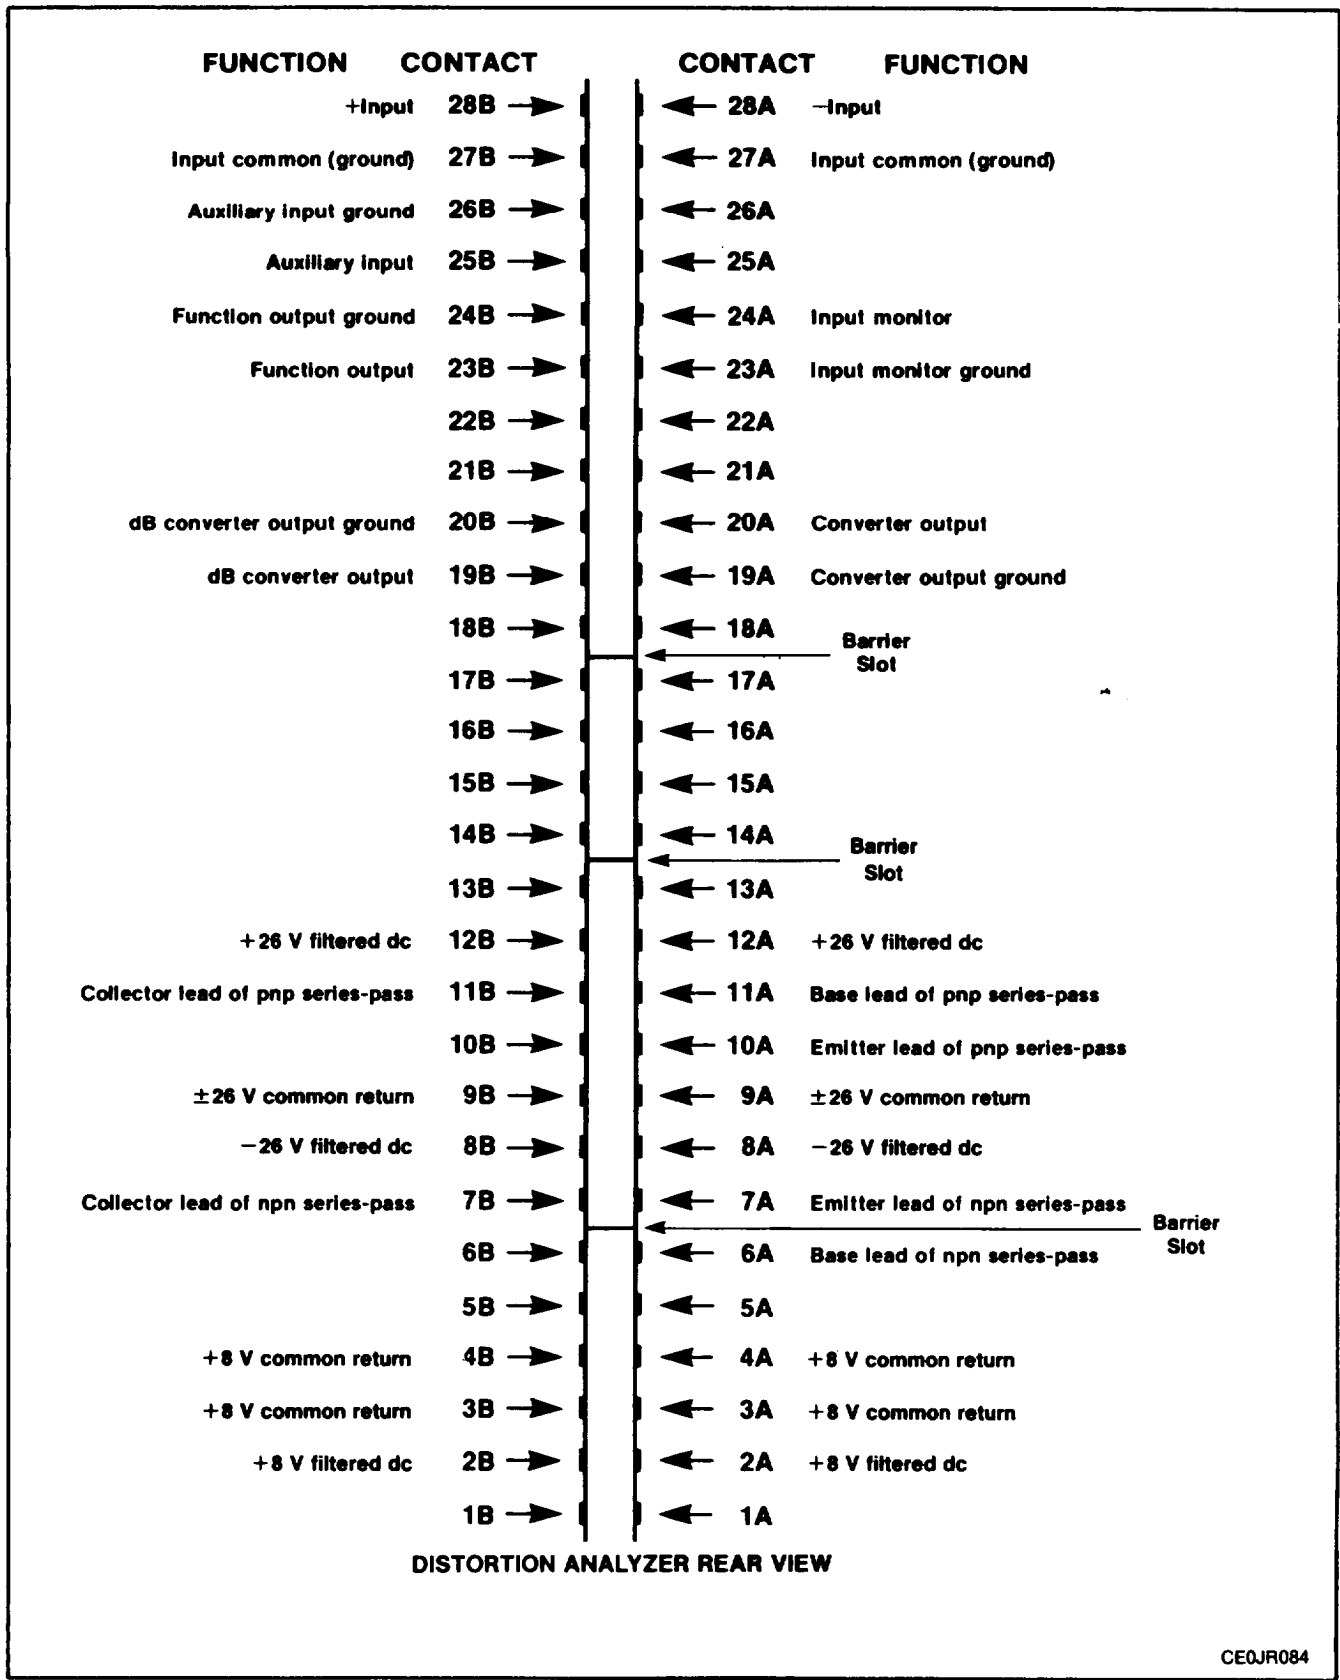 FUNCTION CONTACT CONTACT FUNCTION
+Input 28B 28A −Input
Input common (ground) 27B 27A Input common (ground)
Auxiliary input ground 26B 26A
Auxiliary input 25B 25A
Function output ground 24B 24A Input monitor
Function output 23B 23A Input monitor ground
22B 22A
21B 21A
dB converter output ground 20B 20A Converter output
dB converter output 19B 19A Converter output ground
18B 18A
Barrier
Slot
17B 17A
16B 16A
15B 15A
14B 14A
Barrier
Slot
13B 13A
+26 V filtered dc 12B 12A +26 V filtered dc
Collector lead of pnp series-pass 11B 11A Base lead of pnp series-pass
10B 10A Emitter lead of pnp series-pass
±26 V common return 9B 9A ±26 V common return
−26 V filtered dc 8B 8A −26 V filtered dc
Collector lead of npn series-pass 7B 7A Emitter lead of npn series-pass
Barrier
Slot
6B 6A Base lead of npn series-pass
5B 5A
+8 V common return 4B 4A +8 V common return
+8 V common return 3B 3A +8 V common return
+8 V filtered dc 2B 2A +8 V filtered dc
1B 1A
DISTORTION ANALYZER REAR VIEW
CE0JR084